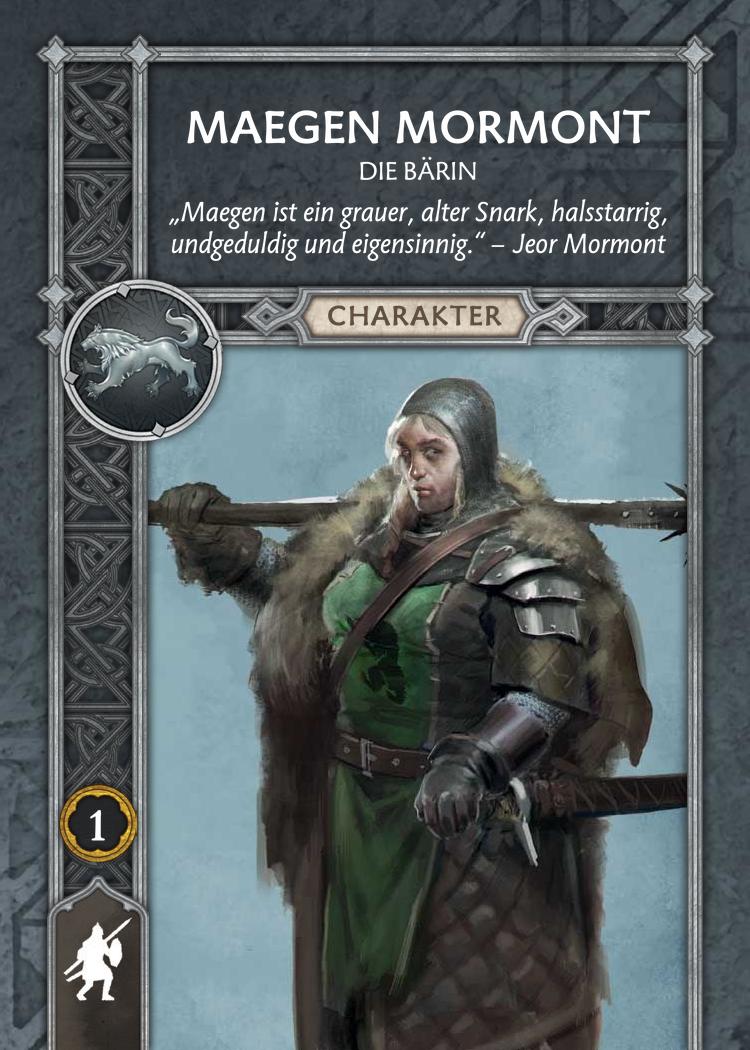 MAEGEN MORMONT
DIE BÄRIN
„Maegen ist ein grauer, alter Snark, halsstarrig,
undgeduldig und eigensinnig.“ – Jeor Mormont
CHARAKTER
1